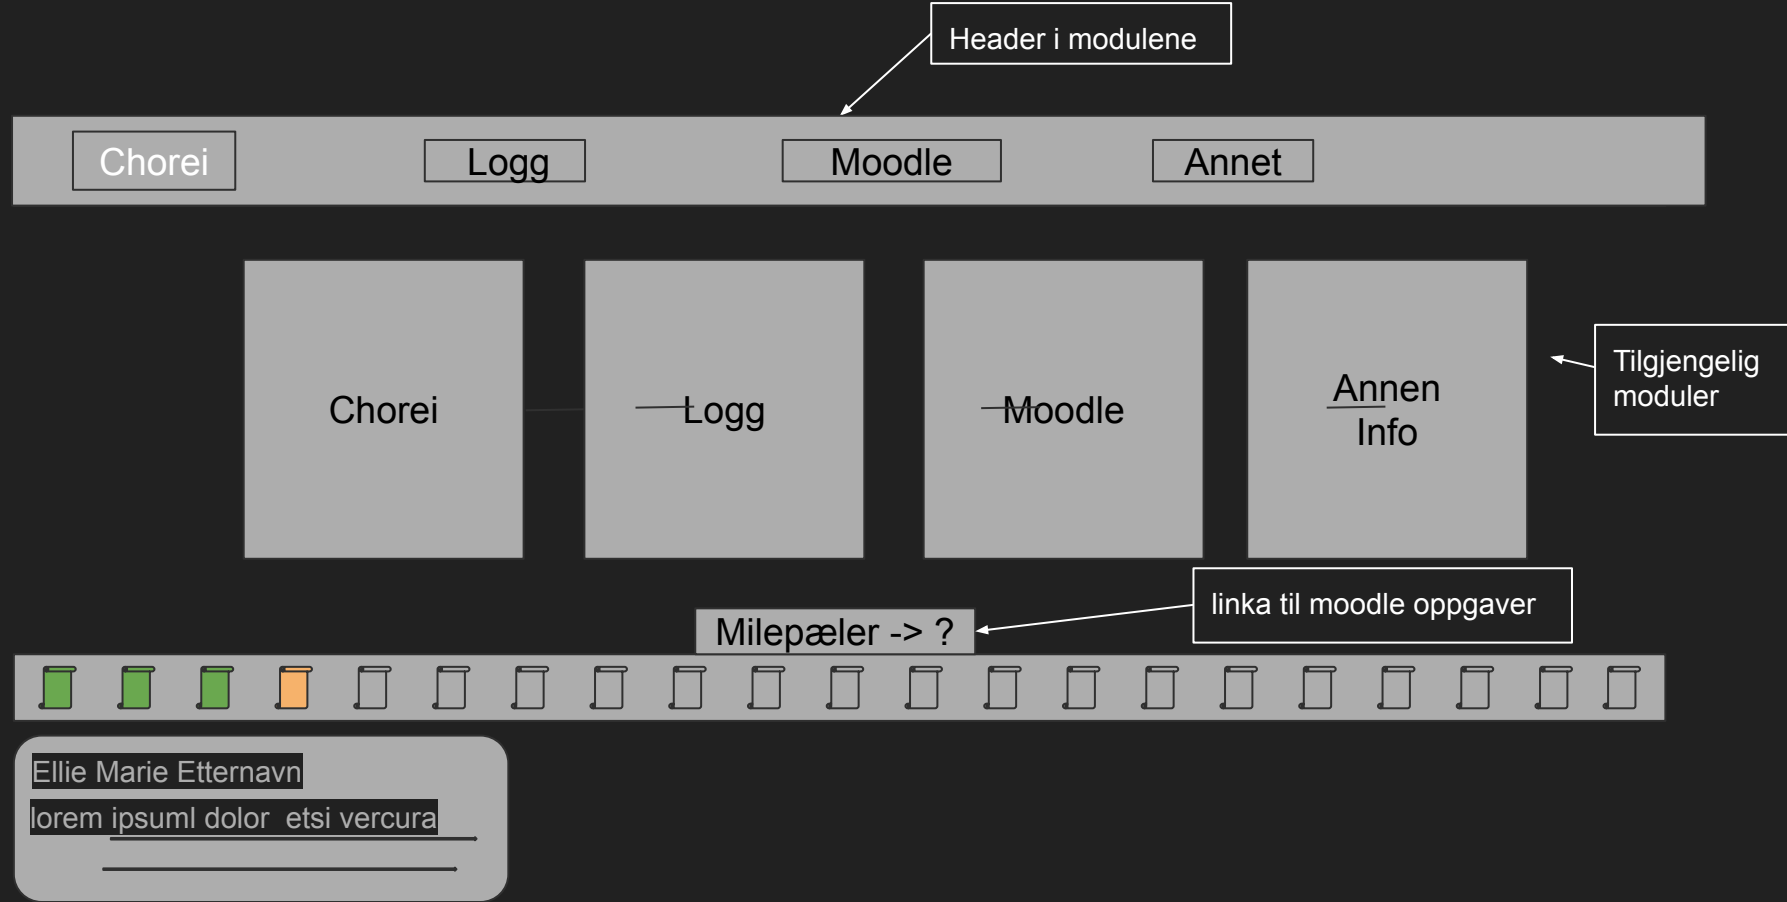 Header i modulene
Chorei
Logg
Moodle
Annet
Chorei
Logg
Moodle
Annen
Info
Tilgjengelig
moduler
linka til moodle oppgaver
Milepæler -> ?
Ellie Marie Etternavn
lorem ipsuml dolor  etsi vercura